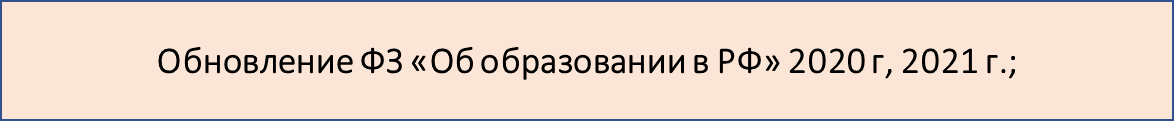 Обновление ФЗ «Об образовании в РФ» 2020 г, 2021 г.;